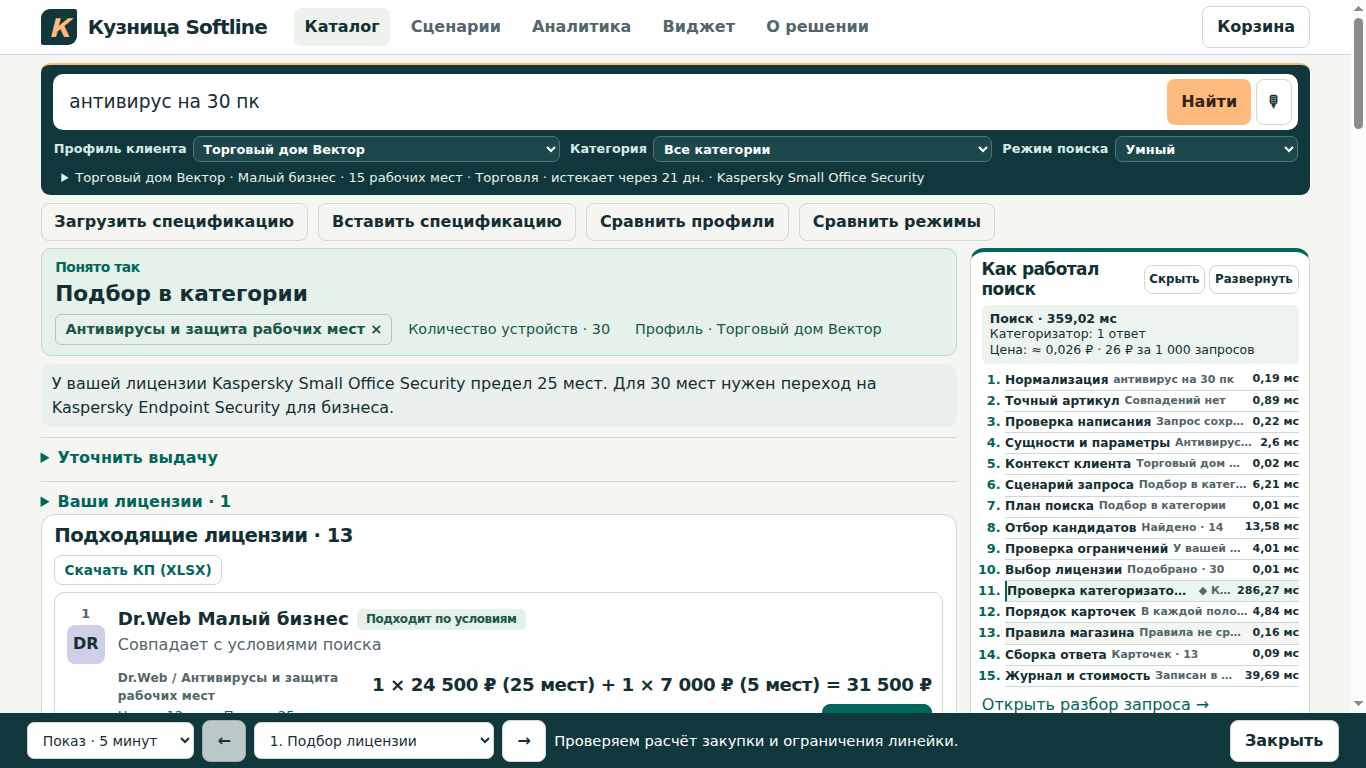 К Кузница Softline Каталог Сценарии Аналитика Виджет О решении Корзина
антивирус на 30 пк Найти
Профиль клиента Торговый дом Вектор Категория Все категории Режим поиска Умный
Торговый дом Вектор · Малый бизнес · 15 рабочих мест · Торговля · истекает через 21 дн. · Kaspersky Small Office Security
Загрузить спецификацию Вставить спецификацию Сравнить профили Сравнить режимы
Понято так
Подбор в категории
Антивирусы и защита рабочих мест × Количество устройств · 30 Профиль · Торговый дом Вектор
У вашей лицензии Kaspersky Small Office Security предел 25 мест. Для 30 мест нужен переход на
Kaspersky Endpoint Security для бизнеса.
Уточнить выдачу
Ваши лицензии · 1
Подходящие лицензии · 13
Скачать КП (XLSX)
1
DR
Dr.Web Малый бизнес Подходит по условиям
Совпадает с условиями поиска
Dr.Web / Антивирусы и защита
рабочих мест
1 × 24 500 ₽ (25 мест) + 1 × 7 000 ₽ (5 мест) = 31 500 ₽
Как работал
поиск
Скрыть Развернуть
Поиск · 359,02 мс
Категоризатор: 1 ответ
Цена: ≈ 0,026 ₽ · 26 ₽ за 1 000 запросов
1. Нормализация антивирус на 30 пк 0,19 мс
2. Точный артикул Совпадений нет 0,89 мс
3. Проверка написания Запрос сохр... 0,22 мс
4. Сущности и параметры Антивирус... 2,6 мс
5. Контекст клиента Торговый дом ... 0,02 мс
6. Сценарий запроса Подбор в катег... 6,21 мс
7. План поиска Подбор в категории 0,01 мс
8. Отбор кандидатов Найдено · 14 13,58 мс
9. Проверка ограничений У вашей ... 4,01 мс
10. Выбор лицензии Подобрано · 30 0,01 мс
11. Проверка категоризато... ◆ К... 286,27 мс
12. Порядок карточек В каждой поло... 4,84 мс
13. Правила магазина Правила не ср... 0,16 мс
14. Сборка ответа Карточек · 13 0,09 мс
15. Журнал и стоимость Записан в ... 39,69 мс
Открыть разбор запроса →
Показ · 5 минут ← 1. Подбор лицензии → Проверяем расчёт закупки и ограничения линейки. Закрыть